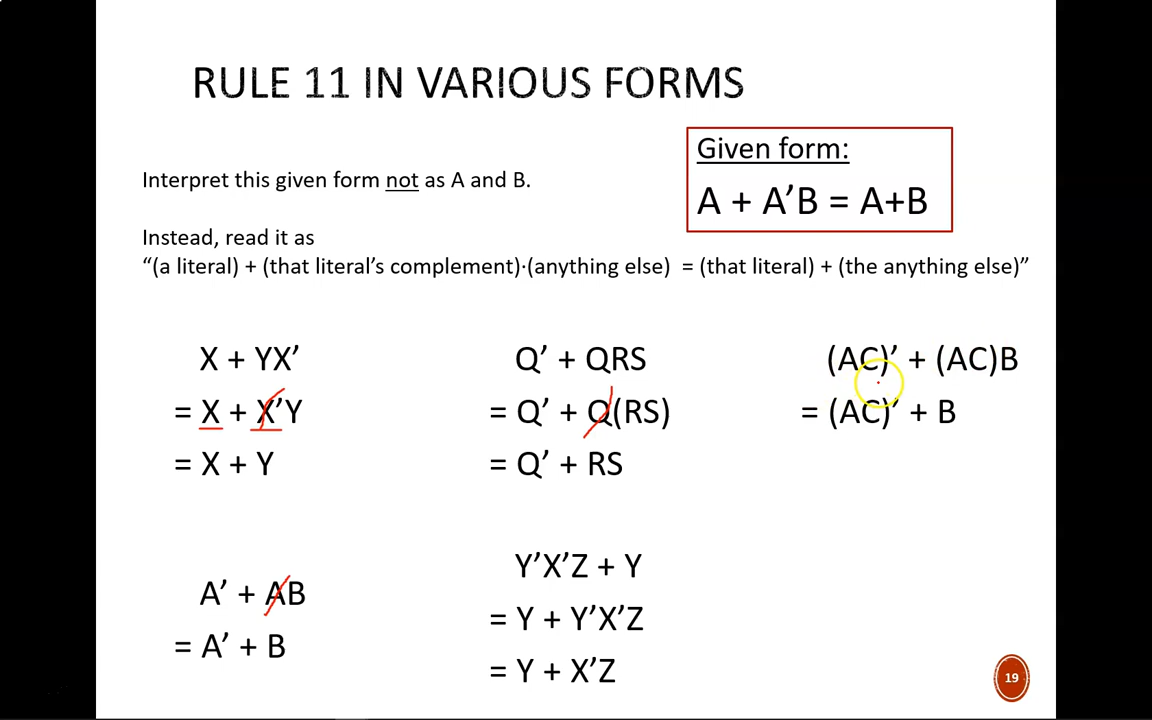 RULE 11 IN VARIOUS FORMS
Given form:
A + A’B = A+B
Interpret this given form not as A and B.
Instead, read it as
“(a literal) + (that literal’s complement)·(anything else) = (that literal) + (the anything else)”
X + YX’
= X + X’Y
= X + Y
Q’ + QRS
= Q’ + Q(RS)
= Q’ + RS
(AC)’ + (AC)B
= (AC)’ + B
A’ + AB
= A’ + B
Y’X’Z + Y
= Y + Y’X’Z
= Y + X’Z
19